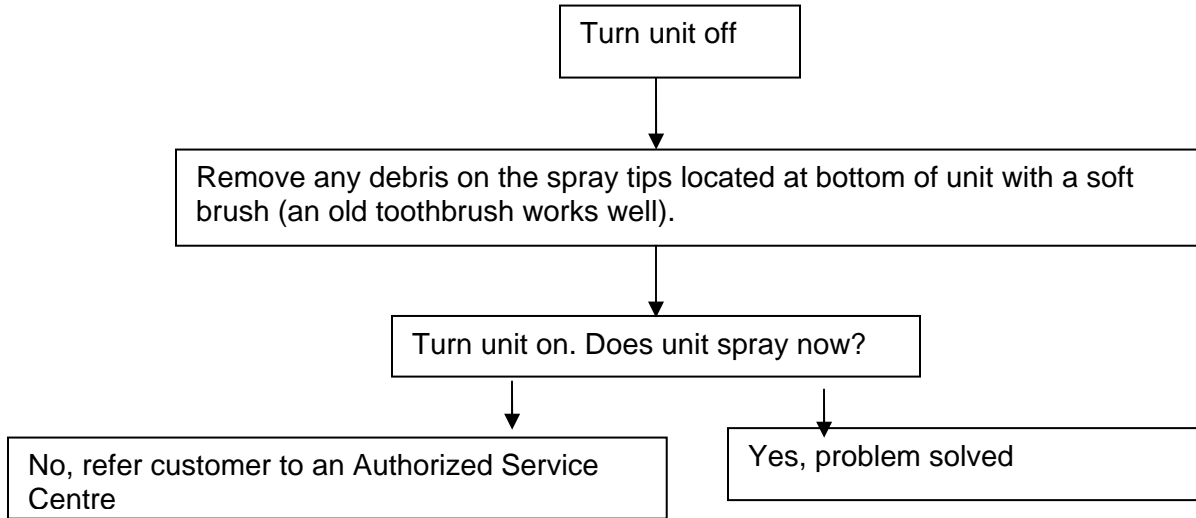 Turn unit off
Remove any debris on the spray tips located at bottom of unit with a soft
brush (an old toothbrush works well).
Turn unit on. Does unit spray now?
No, refer customer to an Authorized Service
Centre
Yes, problem solved